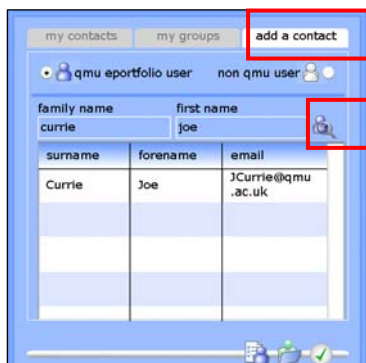 my contacts my groups add a contact
qmu eportfolio user non qmu user
family name first name
currie joe
surname forename email
Currie Joe JCurrie@qmu
.ac.uk